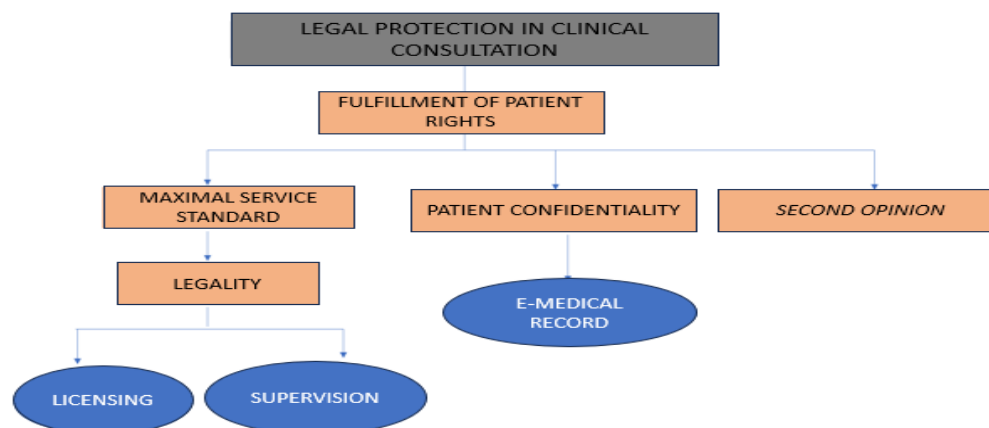 LEGAL PROTECTION IN CLINICAL
CONSULTATION
FULFILLMENT OF PATIENT
RIGHTS
MAXIMAL SERVICE
STANDARD
PATIENT CONFIDENTIALITY
SECOND OPINION
LEGALITY
E-MEDICAL
RECORD
LICENSING
SUPERVISION